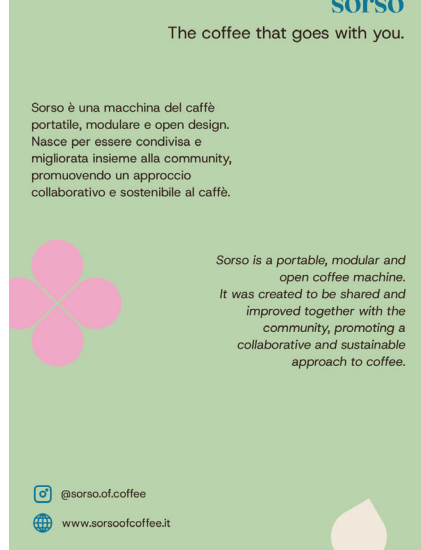 sorso
The coffee that goes with you.
Sorso è una macchina del caffè
portatile, modulare e open design.
Nasce per essere condivisa e
migliorata insieme alla community,
promuovendo un approccio
collaborativo e sostenibile al caffè.
Sorso is a portable, modular and
open coffee machine.
It was created to be shared and
improved together with the
community, promoting a
collaborative and sustainable
approach to coffee.
@sorso.of.coffee
www.sorsoofcoffee.it